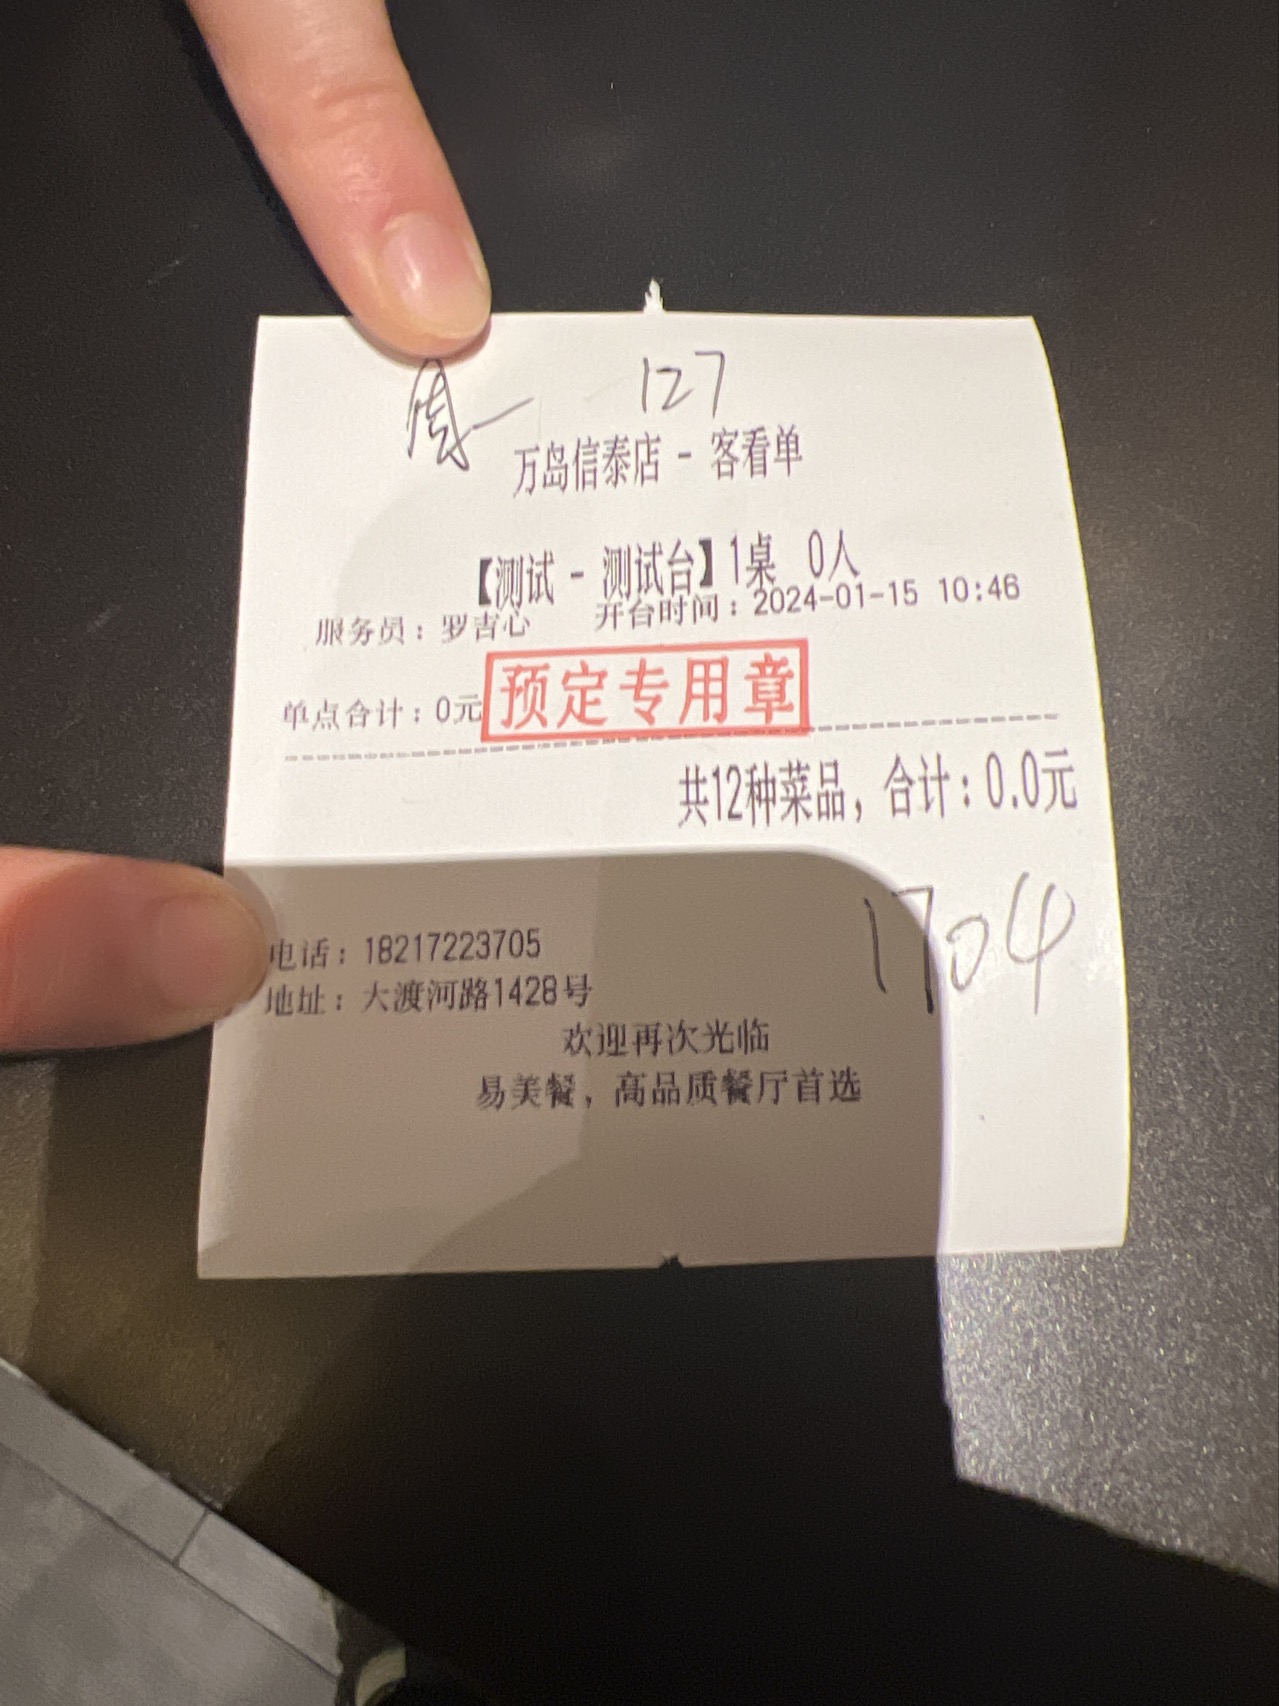 周 127
万岛信泰店 - 客看单
【测试 - 测试台】1桌 0人
服务员：罗吉心 开台时间：2024-01-15 10:46
单点合计：0元 预定专用章
共12种菜品，合计：0.0元
1704
电话：18217223705
地址：大渡河路1428号
欢迎再次光临
易美餐，高品质餐厅首选